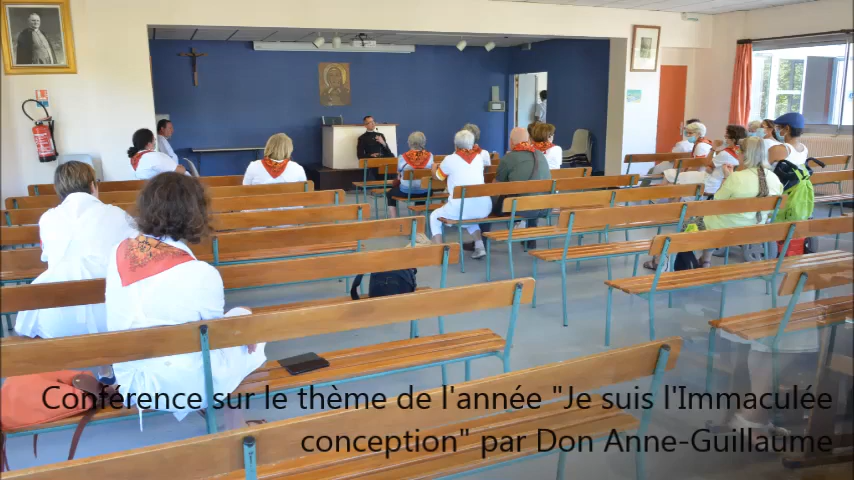 Conférence sur le thème de l'année "Je suis l'Immaculée
conception" par Don Anne-Guillaume